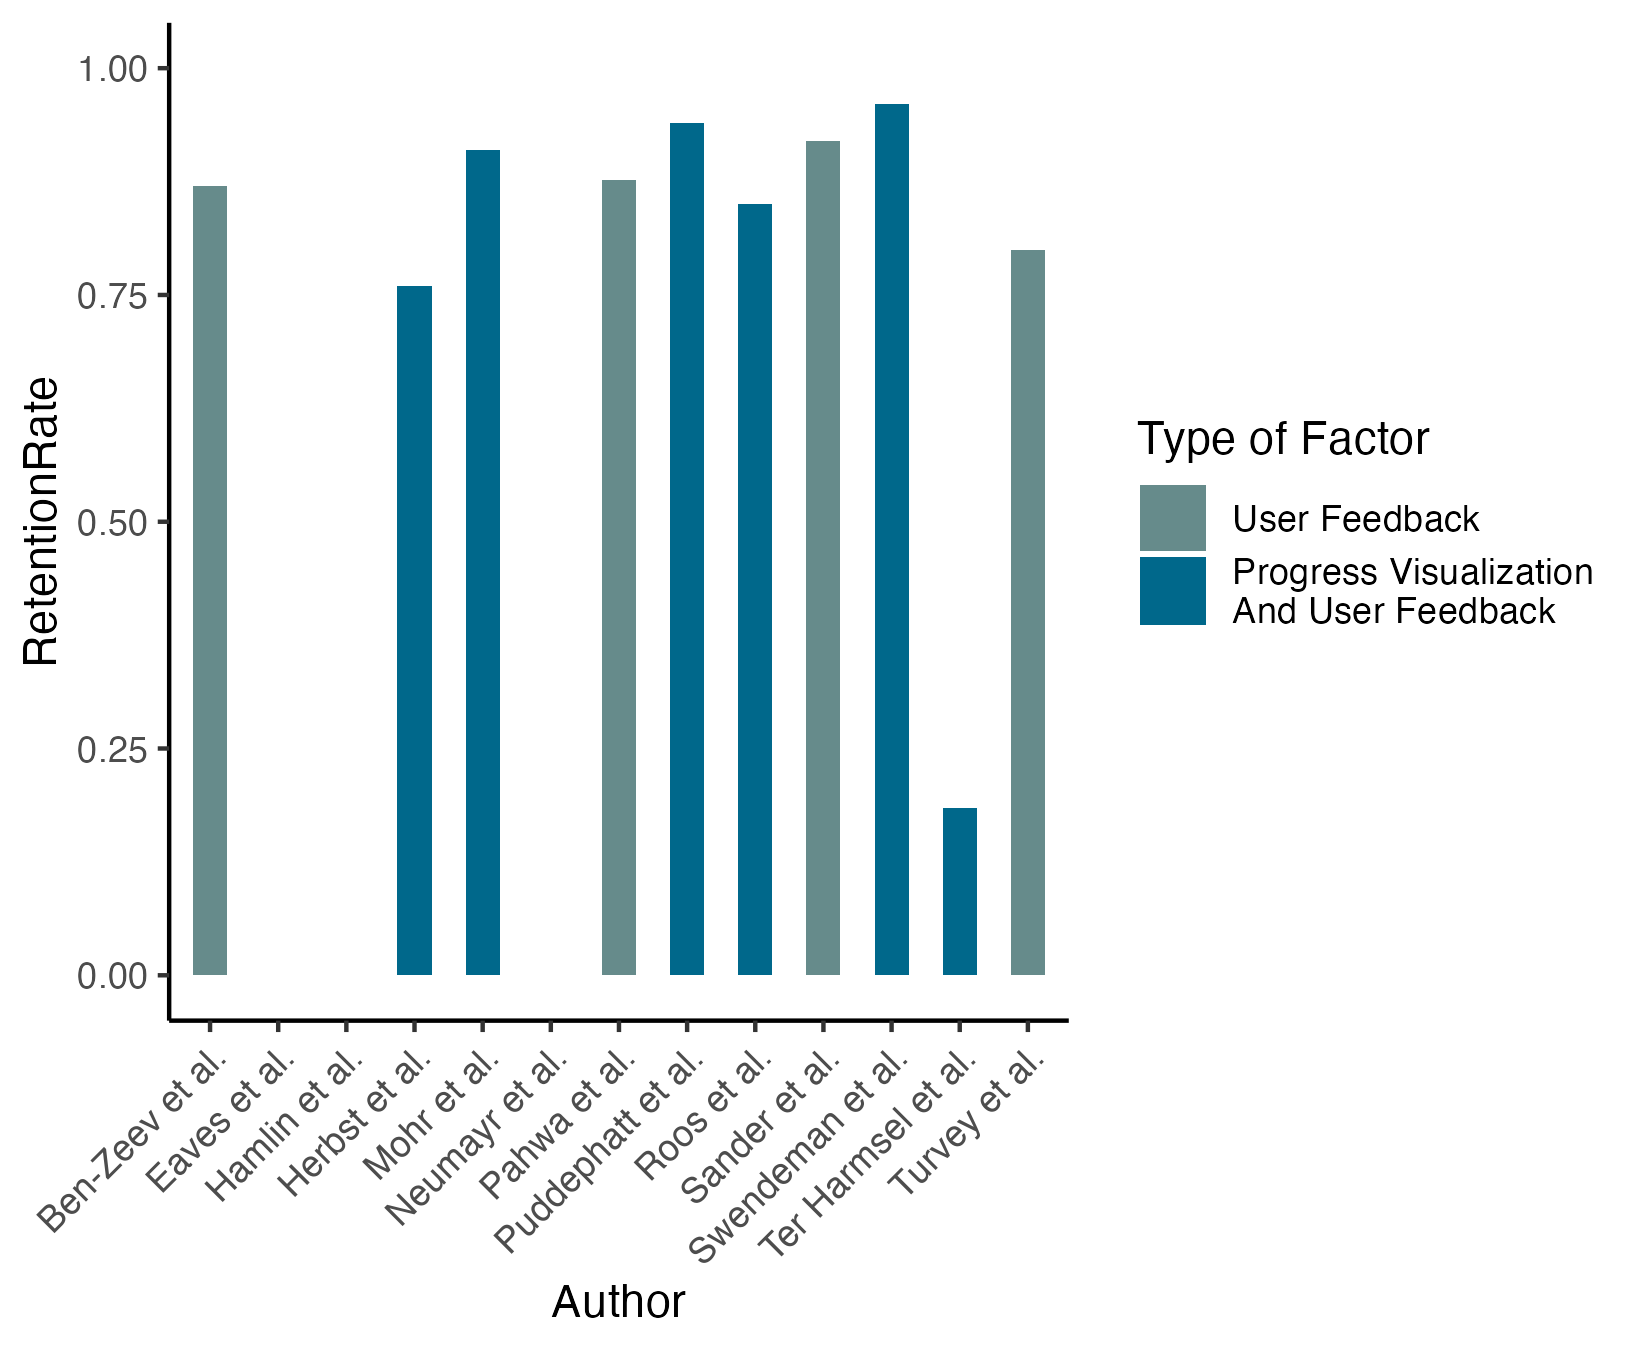 1.00
0.75
0.50
0.25
0.00
RetentionRate
Ben-Zeev et al.
Eaves et al.
Hamlin et al.
Herbst et al.
Mohr et al.
Neumayr et al.
Pahwa et al.
Puddephatt et al.
Roos et al.
Sander et al.
Swendeman et al.
Ter Harmsel et al.
Turvey et al.
Author
Type of Factor
User Feedback
Progress Visualization
And User Feedback